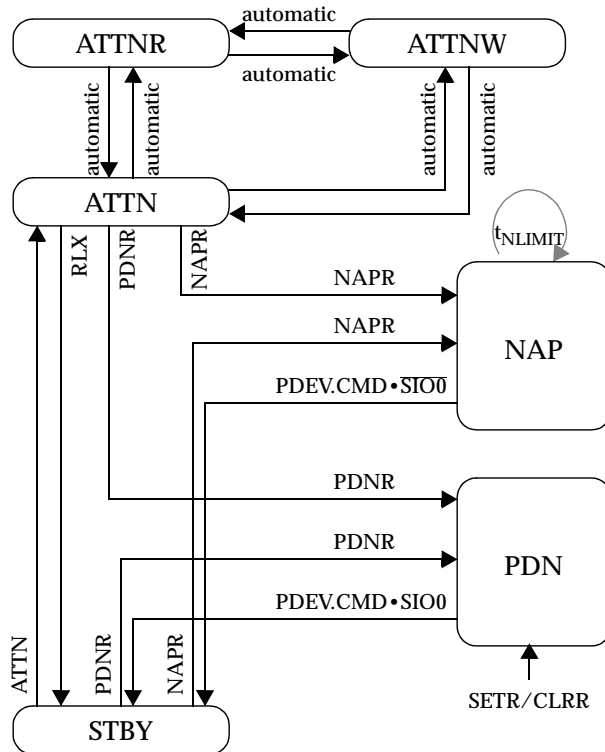 automatic
ATTNR
ATTNW
automatic
automatic
automatic
automatic
automatic
ATTN
RLX
PDNR
NAPR
tNLIMIT
NAPR
NAPR
NAP
PDEV.CMD•S̅I̅O̅0̅
PDNR
PDNR
PDN
PDEV.CMD•SIO0
ATTN
PDNR
NAPR
SETR/CLRR
STBY